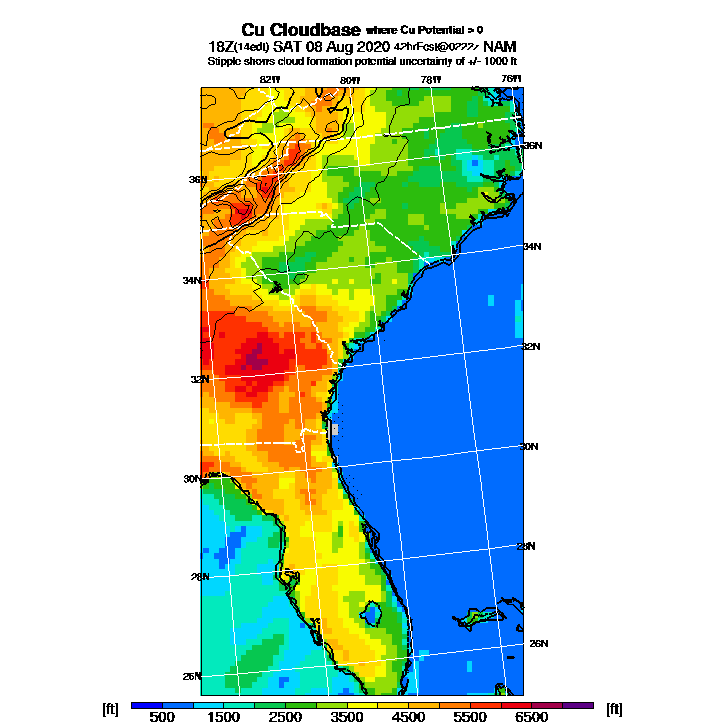 Cu Cloudbase where Cu Potential > 0
18Z(14edt) SAT 08 Aug 2020 42hrFcst@0222z NAM
Stipple shows cloud formation potential uncertainty of +/- 1000 ft
82W 80W 78W 76W
36N 36N
34N 34N
32N 32N
30N 30N
28N 28N
26N 26N
[ft] 500 1500 2500 3500 4500 5500 6500 [ft]